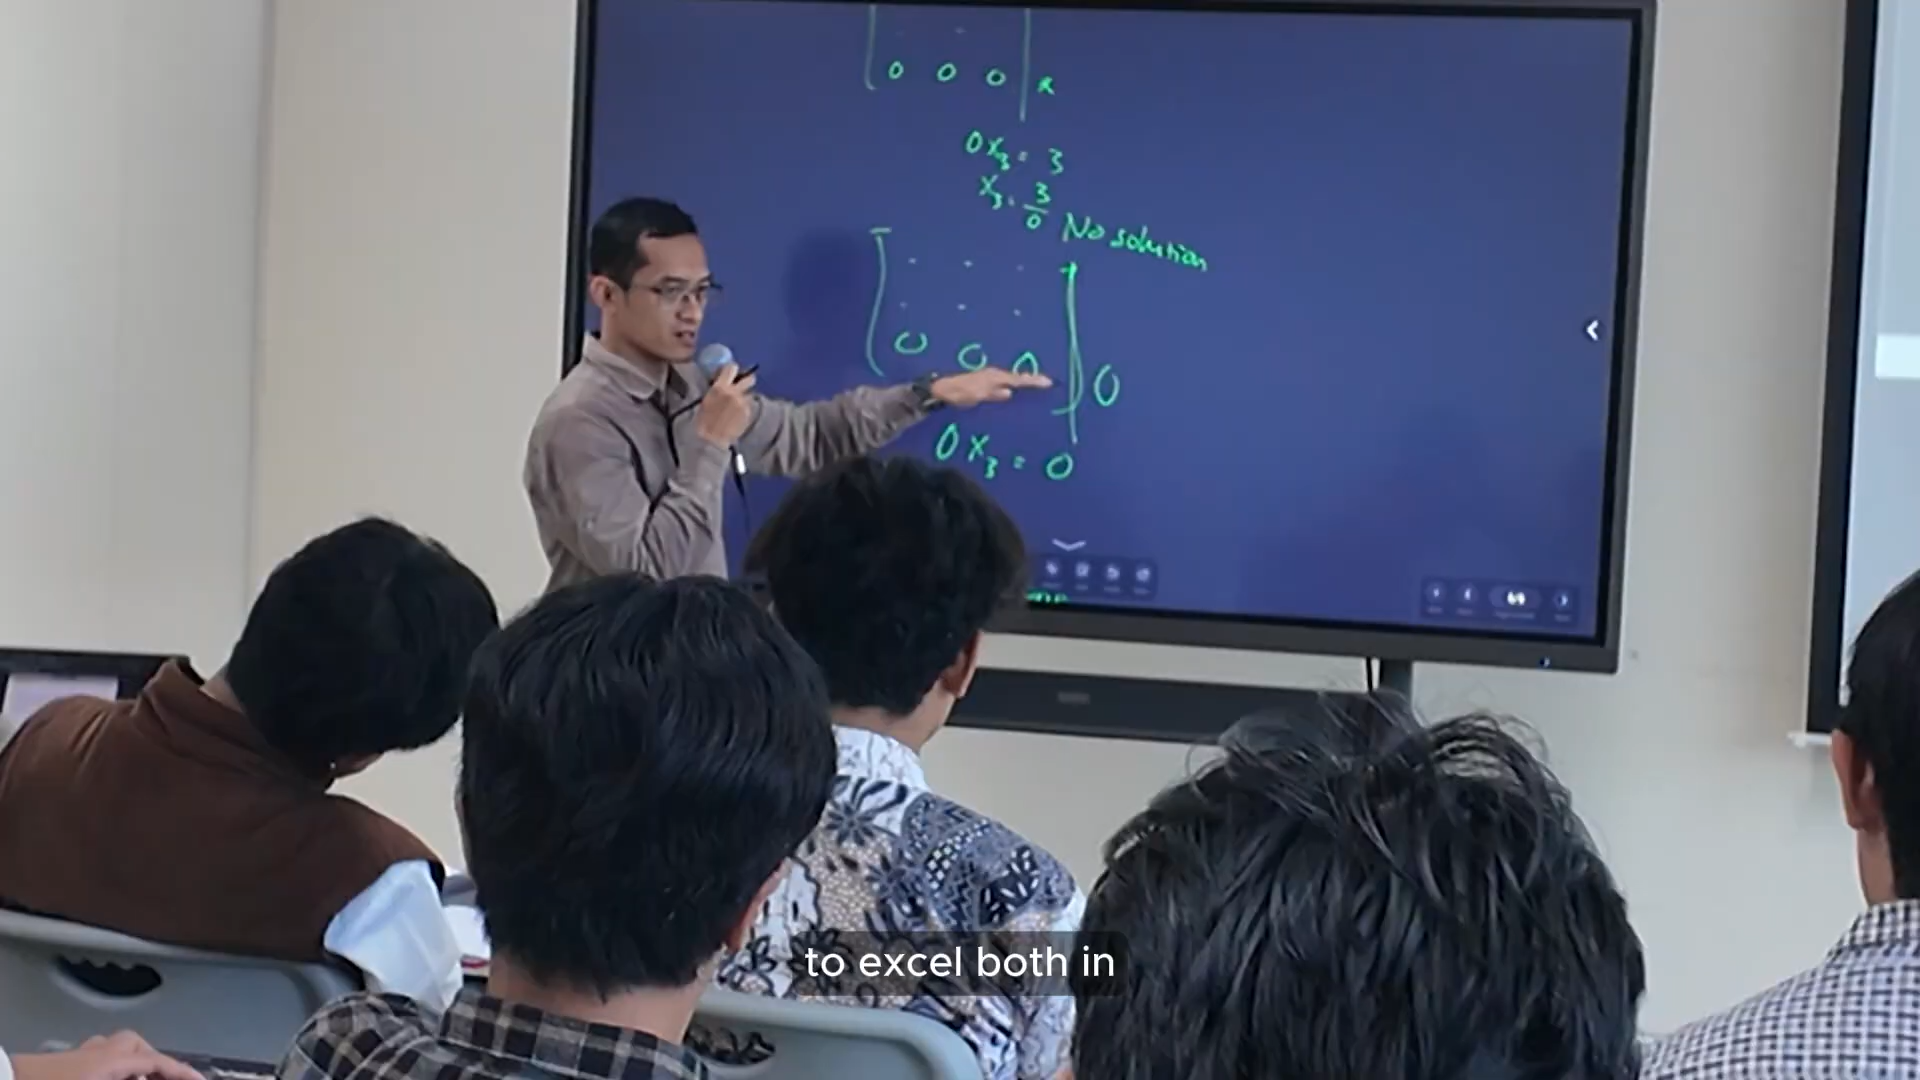 0 0 0 x
0x₃ = 3
x₃ = 3/0 No solution
0 0 0 0
0x₃ = 0
to excel both in